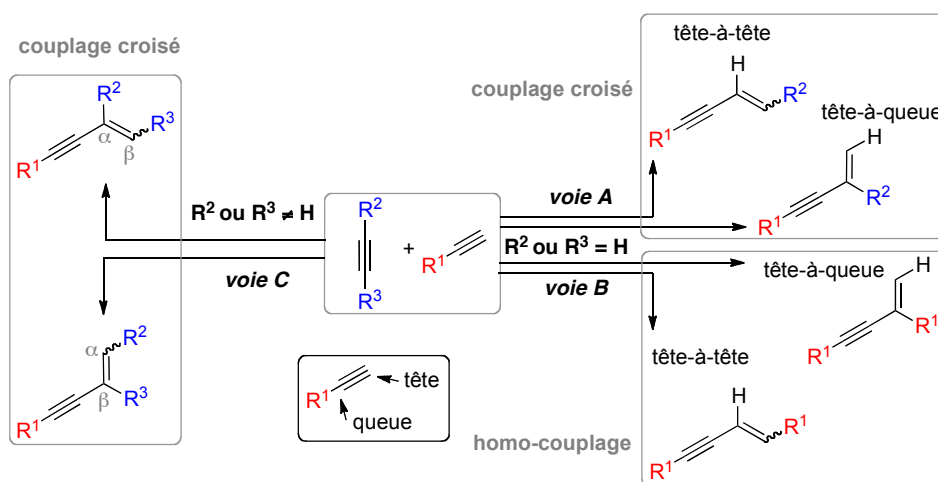 couplage croisé
R²
R³
α
β
R¹
R² ou R³ ≠ H
voie C
α
R²
β
R³
R¹
R²
+
R¹
R³
R¹
tête
queue
tête-à-tête
H
couplage croisé
R²
R¹
tête-à-queue
H
R¹
R²
voie A
R² ou R³ = H
voie B
tête-à-queue
H
R¹
R¹
tête-à-tête
H
R¹
R¹
homo-couplage